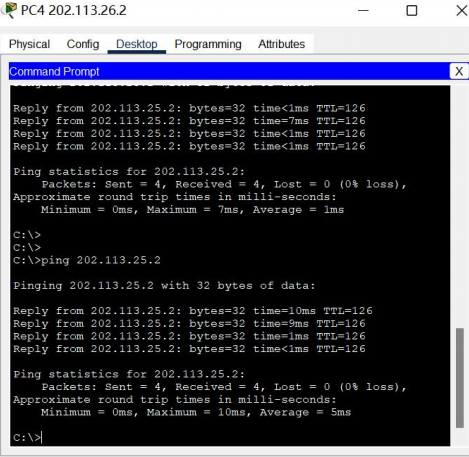 PC4 202.113.26.2
Physical Config Desktop Programming Attributes
Command Prompt
X
Reply from 202.113.25.2: bytes=32 time<1ms TTL=126
Reply from 202.113.25.2: bytes=32 time=7ms TTL=126
Reply from 202.113.25.2: bytes=32 time<1ms TTL=126
Reply from 202.113.25.2: bytes=32 time<1ms TTL=126
Ping statistics for 202.113.25.2:
Packets: Sent = 4, Received = 4, Lost = 0 (0% loss),
Approximate round trip times in milli-seconds:
Minimum = 0ms, Maximum = 7ms, Average = 1ms
C:\>
C:\>
C:\>ping 202.113.25.2
Pinging 202.113.25.2 with 32 bytes of data:
Reply from 202.113.25.2: bytes=32 time=10ms TTL=126
Reply from 202.113.25.2: bytes=32 time=9ms TTL=126
Reply from 202.113.25.2: bytes=32 time=1ms TTL=126
Reply from 202.113.25.2: bytes=32 time<1ms TTL=126
Ping statistics for 202.113.25.2:
Packets: Sent = 4, Received = 4, Lost = 0 (0% loss),
Approximate round trip times in milli-seconds:
Minimum = 0ms, Maximum = 10ms, Average = 5ms
C:\>